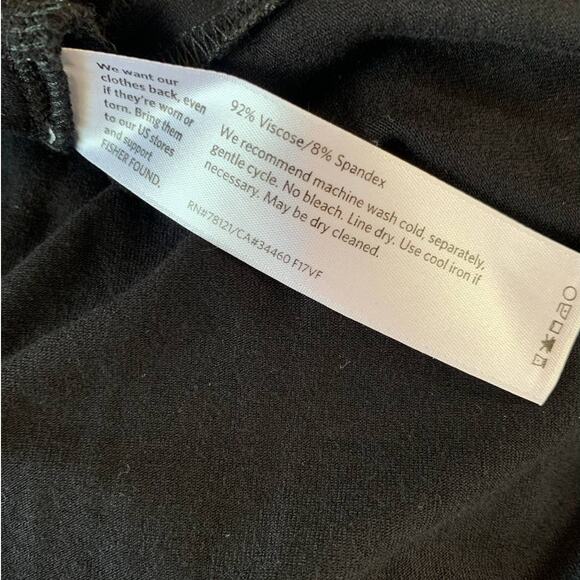 We want our
clothes back, even
if they're worn or
torn. Bring them
to our US stores
and support
FISHER FOUND.
92% Viscose/8% Spandex
We recommend machine wash cold, separately,
gentle cycle. No bleach. Line dry. Use cool iron if
necessary. May be dry cleaned.
RN#78121/CA#34460 F17VF